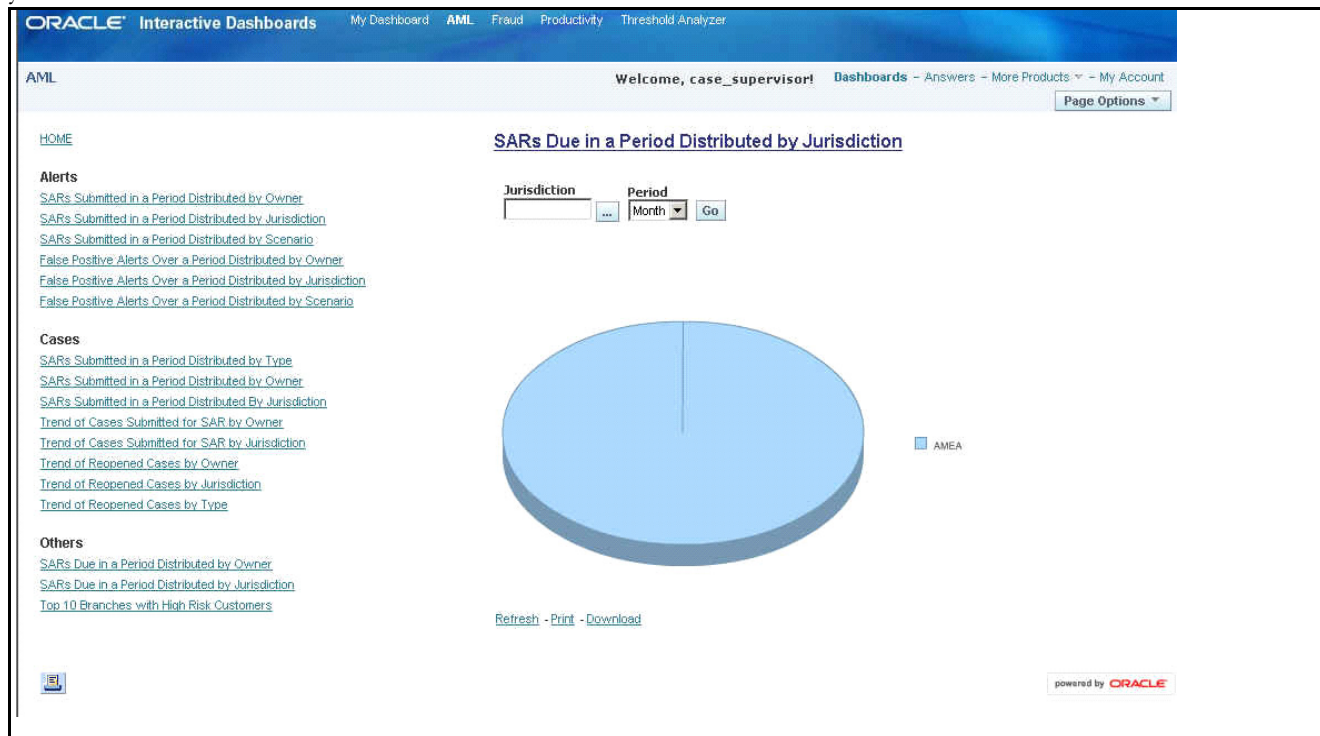 ORACLE Interactive Dashboards My Dashboard AML Fraud Productivity Threshold Analyzer
AML Welcome, case_supervisor! Dashboards - Answers - More Products - My Account
Page Options
HOME
Alerts
SARs Submitted in a Period Distributed by Owner
SARs Submitted in a Period Distributed by Jurisdiction
SARs Submitted in a Period Distributed by Scenario
False Positive Alerts Over a Period Distributed by Owner
False Positive Alerts Over a Period Distributed by Jurisdiction
False Positive Alerts Over a Period Distributed by Scenario
Cases
SARs Submitted in a Period Distributed by Type
SARs Submitted in a Period Distributed by Owner
SARs Submitted in a Period Distributed By Jurisdiction
Trend of Cases Submitted for SAR by Owner
Trend of Cases Submitted for SAR by Jurisdiction
Trend of Reopened Cases by Owner
Trend of Reopened Cases by Jurisdiction
Trend of Reopened Cases by Type
Others
SARs Due in a Period Distributed by Owner
SARs Due in a Period Distributed by Jurisdiction
Top 10 Branches with High Risk Customers
SARs Due in a Period Distributed by Jurisdiction
Jurisdiction Period
... Month Go
AMEA
Refresh - Print - Download
powered by ORACLE